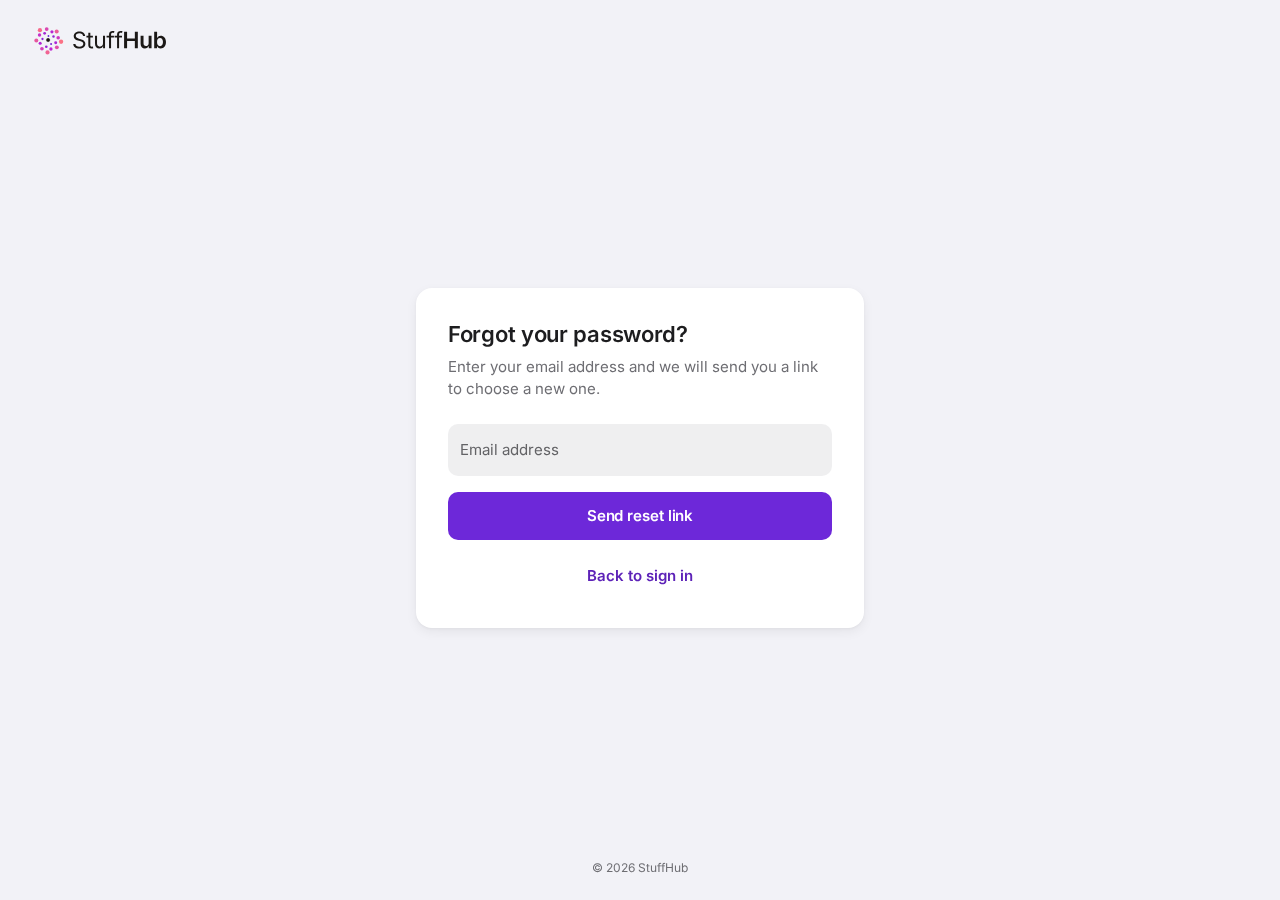 StuffHub
Forgot your password?
Enter your email address and we will send you a link
to choose a new one.
Email address
Send reset link
Back to sign in
© 2026 StuffHub